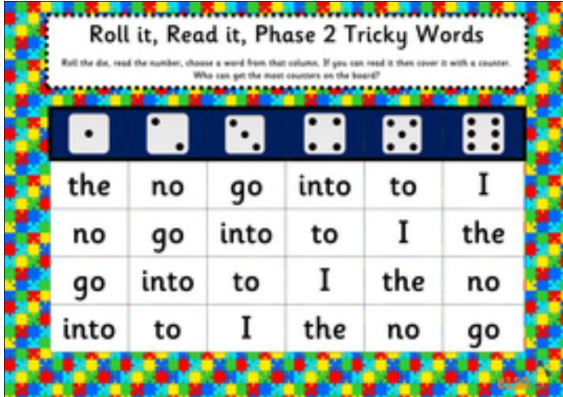 Roll it, Read it, Phase 2 Tricky Words
Roll the die, read the number, choose a word from that column. If you can read it then cover it with a counter.
Who can get the most counters on the board?
the no go into to I
no go into to I the
go into to I the no
into to I the no go